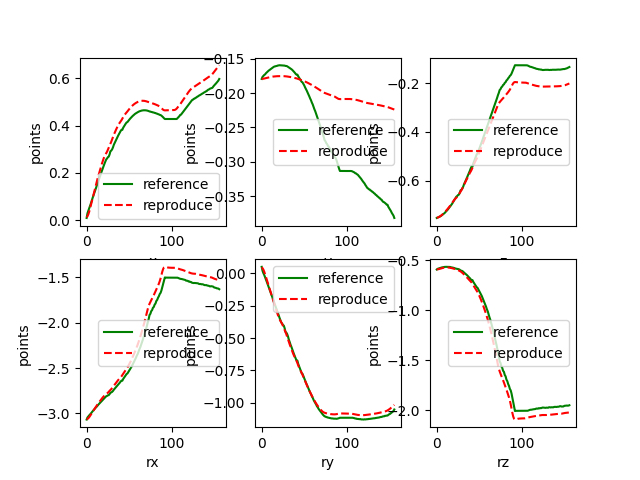 0.6
0.4
0.2
0.0
points
reference
reproduce
0
100
−0.15
−0.20
−0.25
−0.30
−0.35
points
reference
reproduce
0
100
−0.2
−0.4
−0.6
points
reference
reproduce
0
100
−1.5
−2.0
−2.5
−3.0
points
reference
reproduce
0
100
rx
0.00
−0.25
−0.50
−0.75
−1.00
points
reference
reproduce
0
100
ry
−0.5
−1.0
−1.5
−2.0
points
reference
reproduce
0
100
rz